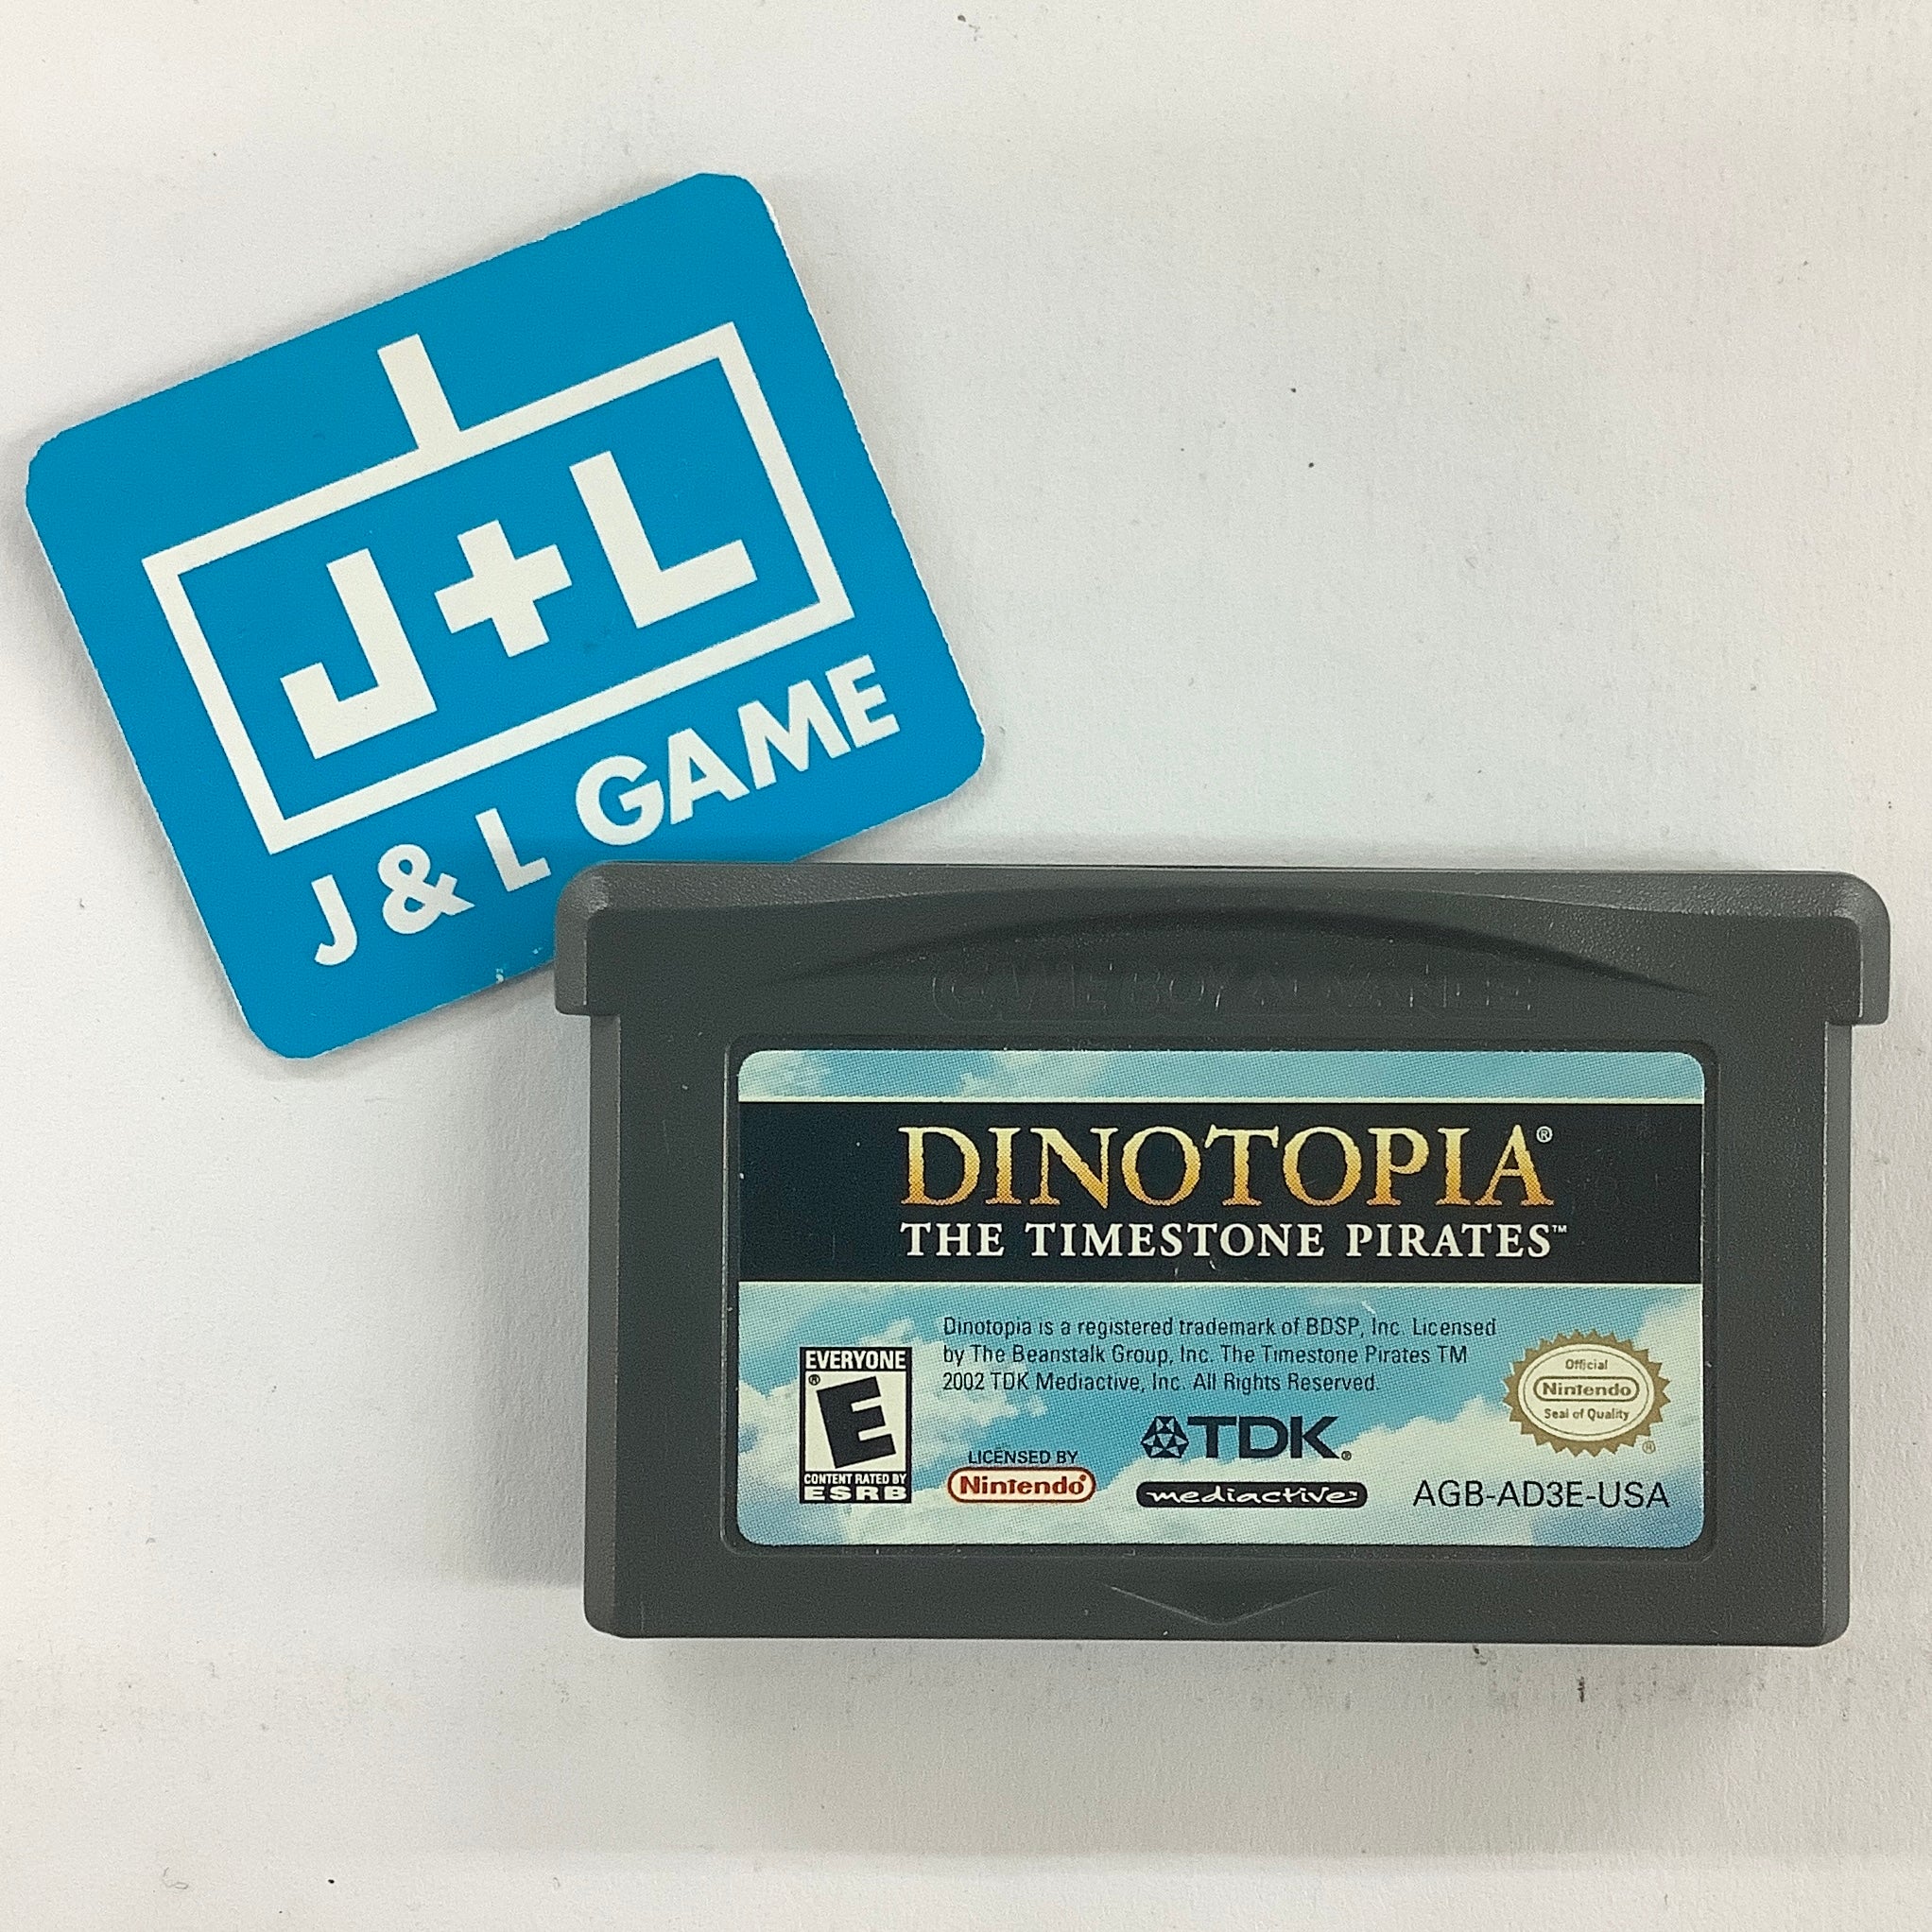 J+L
J & L GAME
GAME BOY ADVANCE
DINOTOPIA®
THE TIMESTONE PIRATES™
Dinotopia is a registered trademark of BDSP, Inc. Licensed
by The Beanstalk Group, Inc. The Timestone Pirates TM
2002 TDK Mediactive, Inc. All Rights Reserved.
EVERYONE
E®
CONTENT RATED BY
ESRB
LICENSED BY
Nintendo®
TDK®
mediactive™
Official
Nintendo
Seal of Quality®
AGB-AD3E-USA